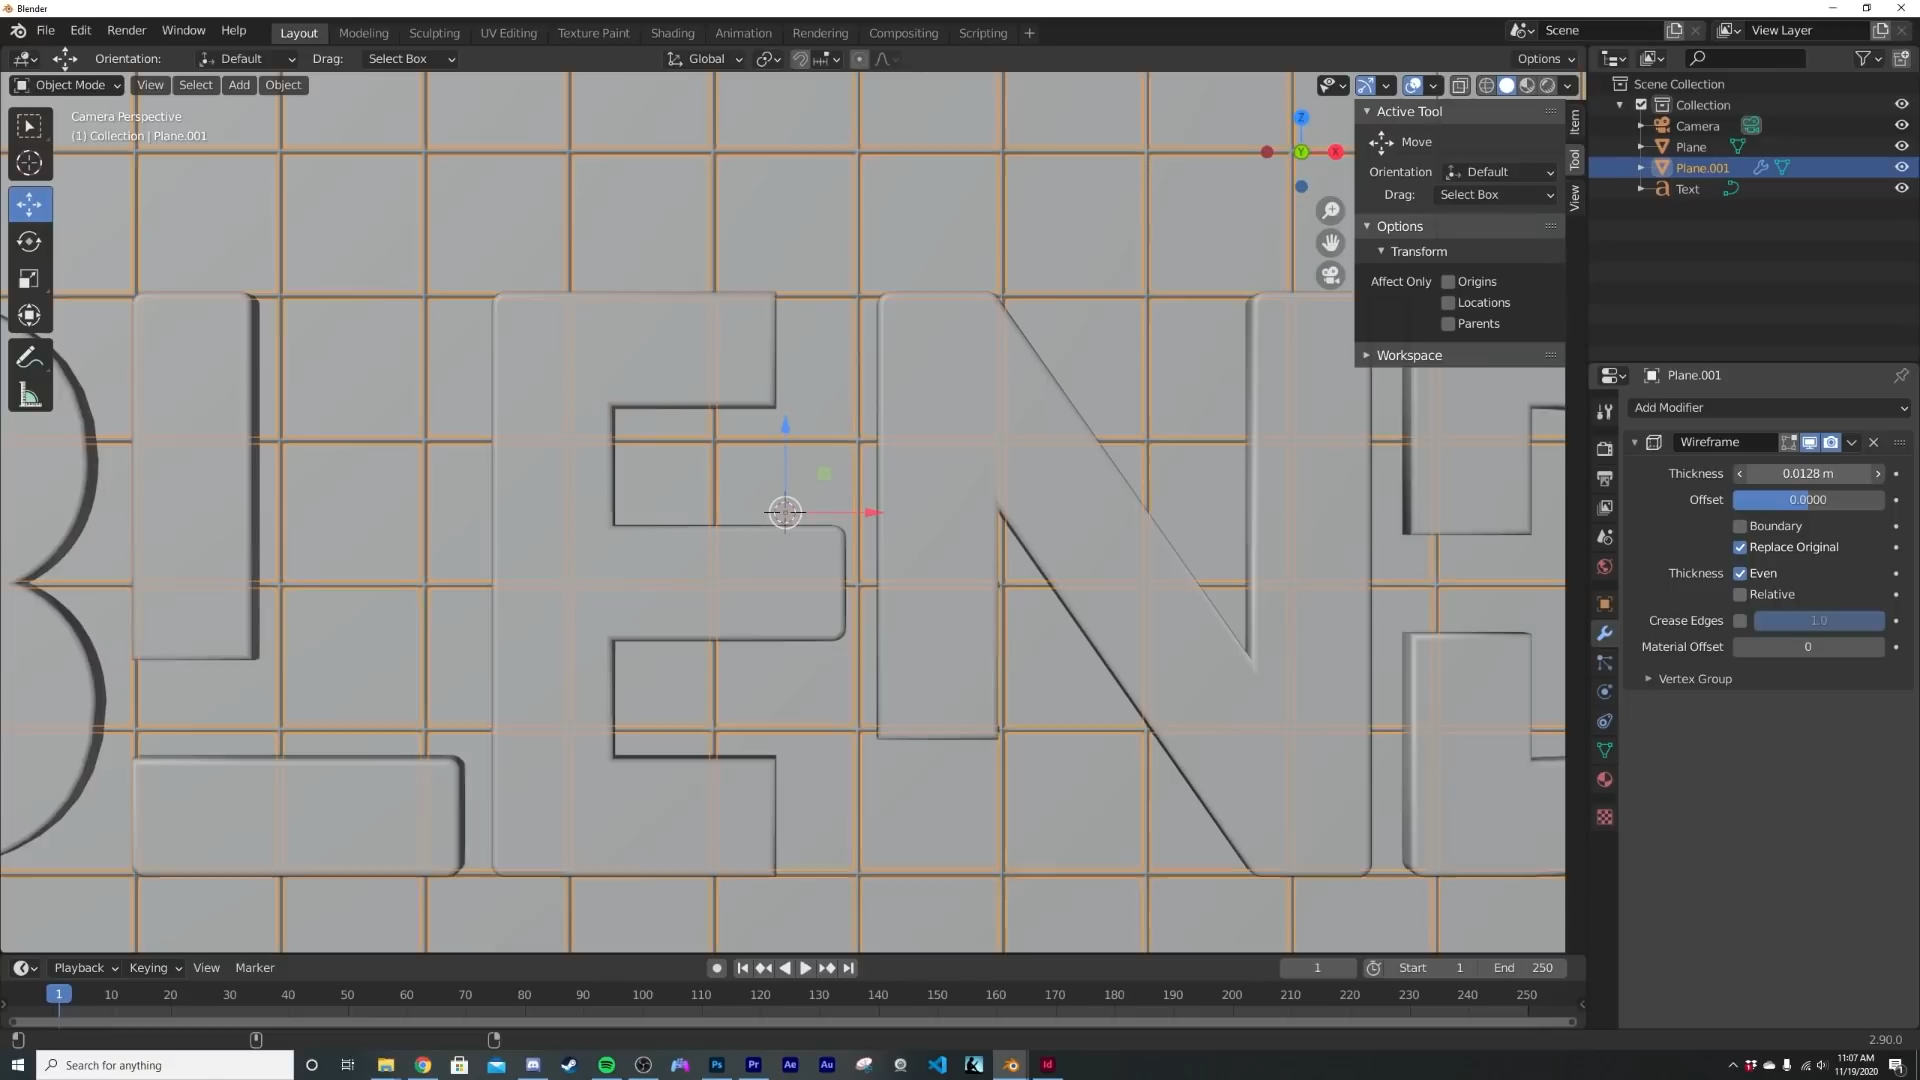 Blender
File Edit Render Window Help
Layout Modeling Sculpting UV Editing Texture Paint Shading Animation Rendering Compositing Scripting +
Scene
View Layer
Orientation: Default Drag: Select Box
Global
Options
Object Mode View Select Add Object
Camera Perspective
(1) Collection | Plane.001
Z
Y
X
Active Tool
Move
Orientation Default
Drag: Select Box
Options
Transform
Affect Only Origins
Locations
Parents
Workspace
Item
Tool
View
Scene Collection
Collection
Camera
Plane
Plane.001
Text
Plane.001
Add Modifier
Wireframe
Thickness 0.0128 m
Offset 0.0000
Boundary
Replace Original
Thickness Even
Relative
Crease Edges 1.0
Material Offset 0
Vertex Group
Playback Keying View Marker
1 Start 1 End 250
1 10 20 30 40 50 60 70 80 90 100 110 120 130 140 150 160 170 180 190 200 210 220 230 240 250
2.90.0
Search for anything
Ps Pr Ae Au Id
11:07 AM
11/19/2020